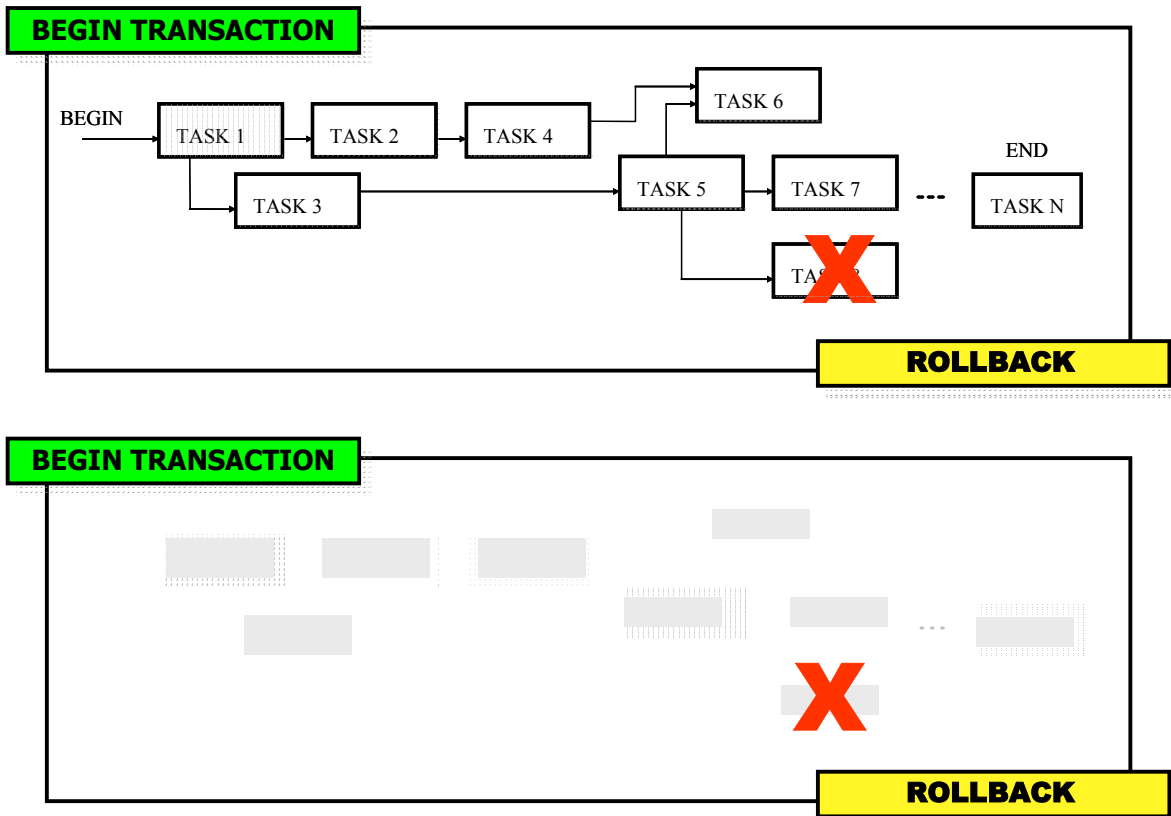 BEGIN TRANSACTION
TASK 6
BEGIN
TASK 1
TASK 2
TASK 4
END
TASK 5
TASK 7
---
TASK N
TASK 3
ROLLBACK
BEGIN TRANSACTION
---
ROLLBACK